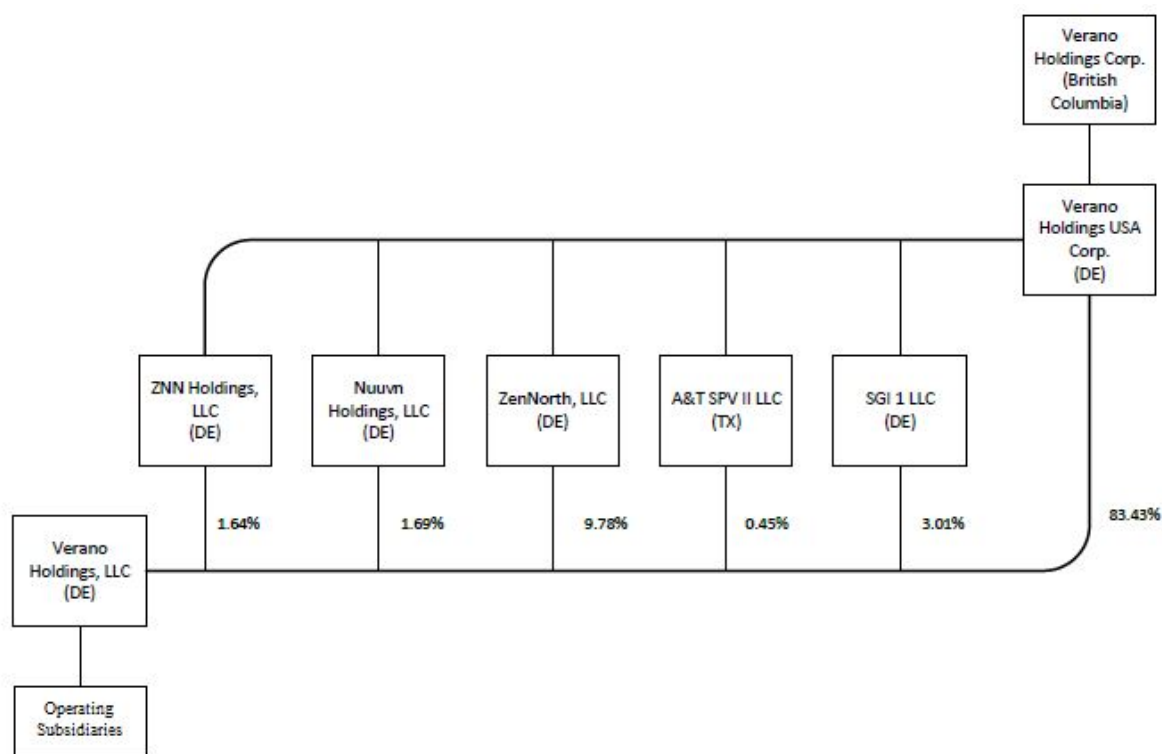 Verano
Holdings Corp.
(British
Columbia)
Verano
Holdings USA
Corp.
(DE)
ZNN Holdings,
LLC
(DE)
Nuuvn
Holdings, LLC
(DE)
ZenNorth, LLC
(DE)
A&T SPV II LLC
(TX)
SGI 1 LLC
(DE)
1.64%
1.69%
9.78%
0.45%
3.01%
83.43%
Verano
Holdings, LLC
(DE)
Operating
Subsidiaries